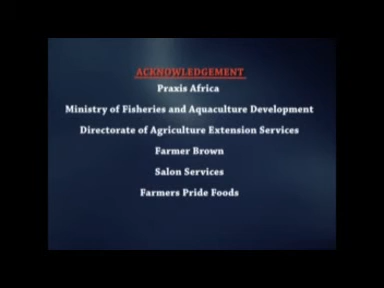 ACKNOWLEDGEMENT
Praxis Africa
Ministry of Fisheries and Aquaculture Development
Directorate of Agriculture Extension Services
Farmer Brown
Salon Services
Farmers Pride Foods